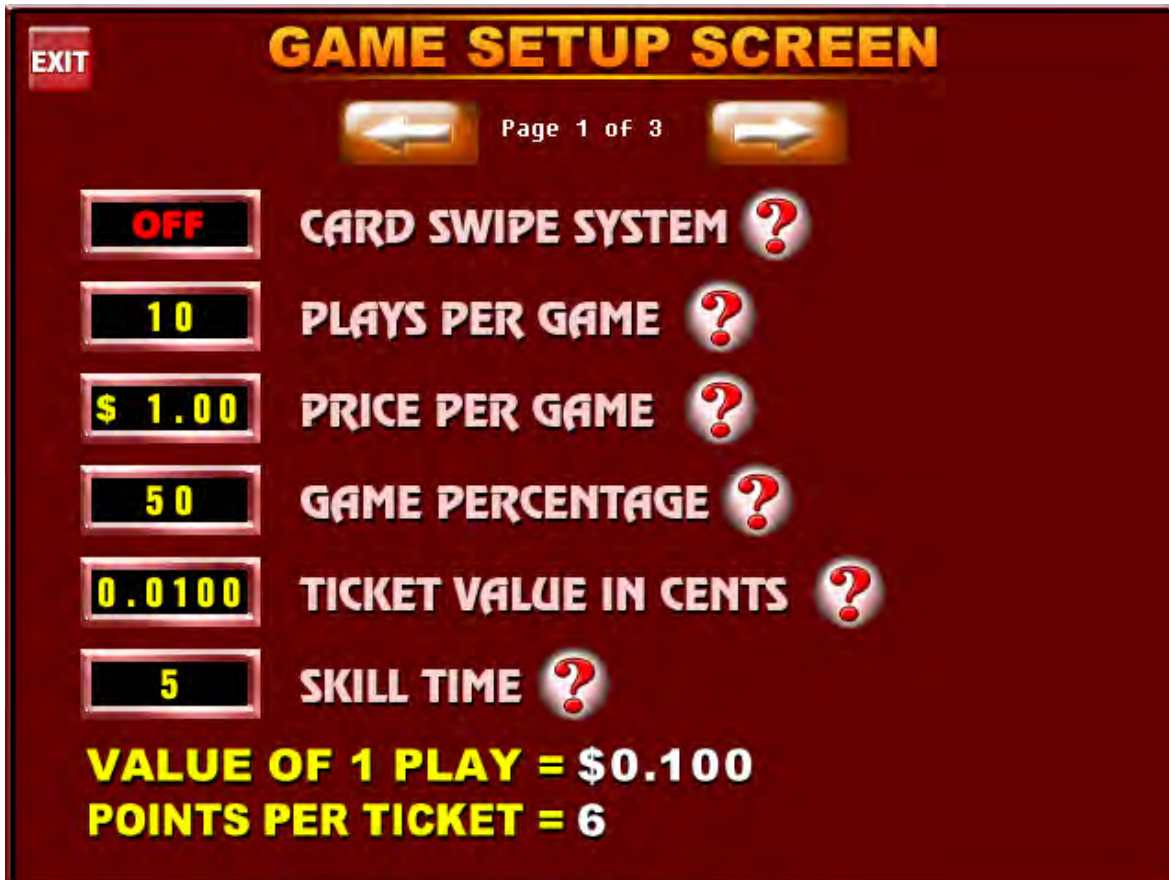 EXIT
GAME SETUP SCREEN
Page 1 of 3
OFF CARD SWIPE SYSTEM ?
10 PLAYS PER GAME ?
$ 1.00 PRICE PER GAME ?
50 GAME PERCENTAGE ?
0.0100 TICKET VALUE IN CENTS ?
5 SKILL TIME ?
VALUE OF 1 PLAY = $0.100
POINTS PER TICKET = 6